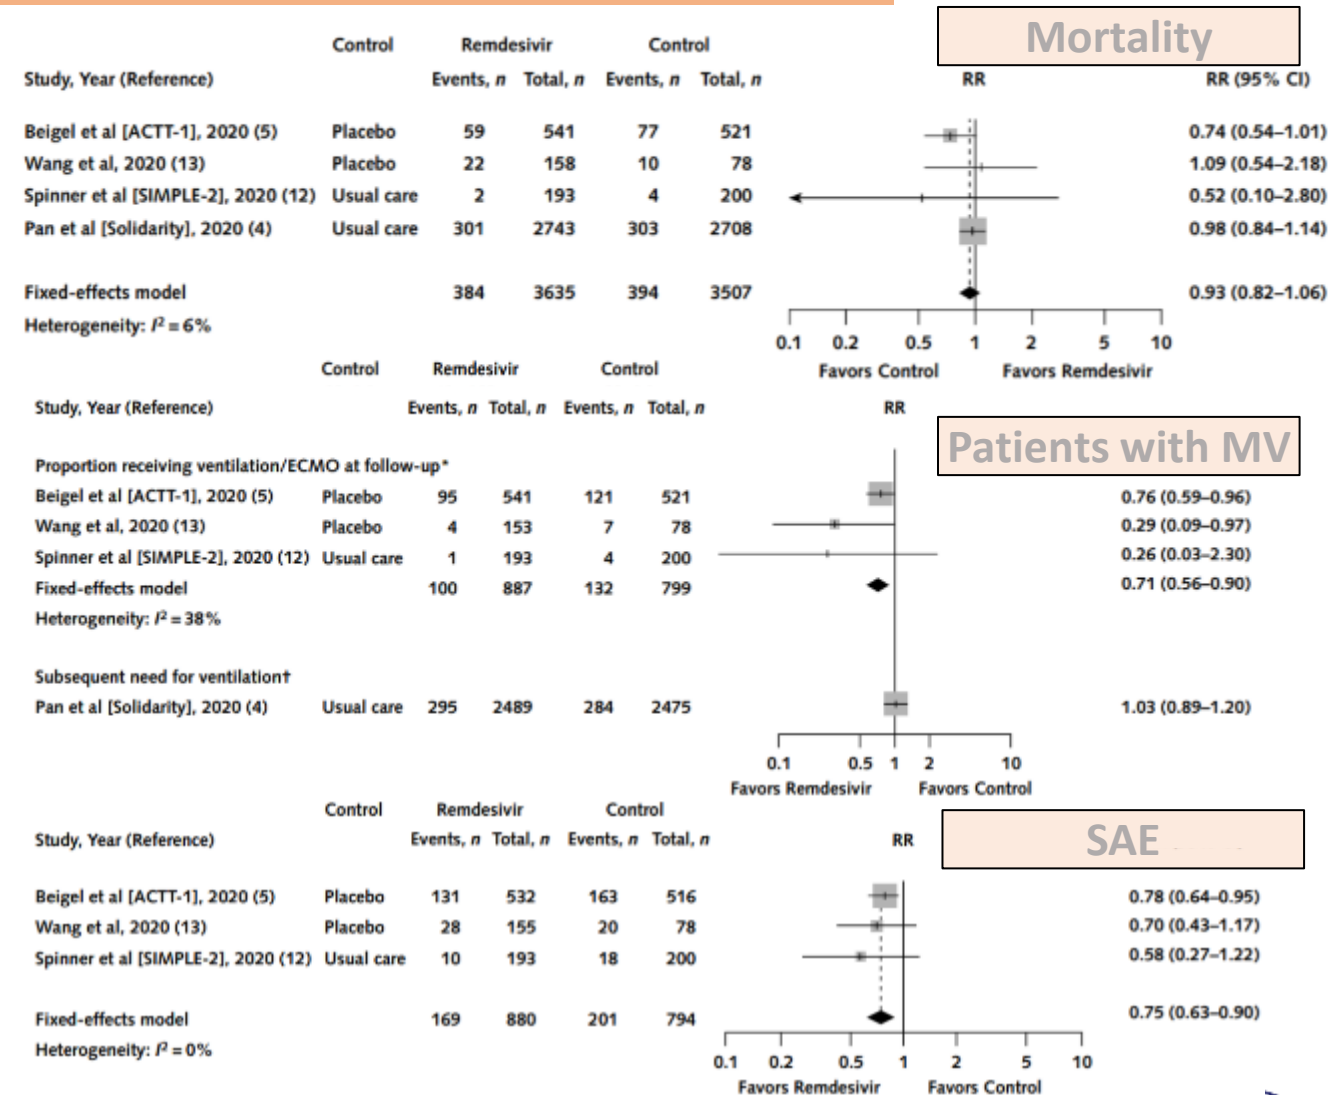 Mortality
Control Remdesivir Control
Study, Year (Reference) Events, n Total, n Events, n Total, n RR RR (95% CI)
Beigel et al [ACTT-1], 2020 (5) Placebo 59 541 77 521 0.74 (0.54–1.01)
Wang et al, 2020 (13) Placebo 22 158 10 78 1.09 (0.54–2.18)
Spinner et al [SIMPLE-2], 2020 (12) Usual care 2 193 4 200 0.52 (0.10–2.80)
Pan et al [Solidarity], 2020 (4) Usual care 301 2743 303 2708 0.98 (0.84–1.14)
Fixed-effects model 384 3635 394 3507 0.93 (0.82–1.06)
Heterogeneity: I² = 6%
0.1 0.2 0.5 1 2 5 10
Favors Control Favors Remdesivir
Control Remdesivir Control
Study, Year (Reference) Events, n Total, n Events, n Total, n RR
Patients with MV
Proportion receiving ventilation/ECMO at follow-up*
Beigel et al [ACTT-1], 2020 (5) Placebo 95 541 121 521 0.76 (0.59–0.96)
Wang et al, 2020 (13) Placebo 4 153 7 78 0.29 (0.09–0.97)
Spinner et al [SIMPLE-2], 2020 (12) Usual care 1 193 4 200 0.26 (0.03–2.30)
Fixed-effects model 100 887 132 799 0.71 (0.56–0.90)
Heterogeneity: I² = 38%
Subsequent need for ventilation†
Pan et al [Solidarity], 2020 (4) Usual care 295 2489 284 2475 1.03 (0.89–1.20)
0.1 0.5 1 2 10
Favors Remdesivir Favors Control
Control Remdesivir Control
Study, Year (Reference) Events, n Total, n Events, n Total, n RR
SAE
Beigel et al [ACTT-1], 2020 (5) Placebo 131 532 163 516 0.78 (0.64–0.95)
Wang et al, 2020 (13) Placebo 28 155 20 78 0.70 (0.43–1.17)
Spinner et al [SIMPLE-2], 2020 (12) Usual care 10 193 18 200 0.58 (0.27–1.22)
Fixed-effects model 169 880 201 794 0.75 (0.63–0.90)
Heterogeneity: I² = 0%
0.1 0.2 0.5 1 2 5 10
Favors Remdesivir Favors Control